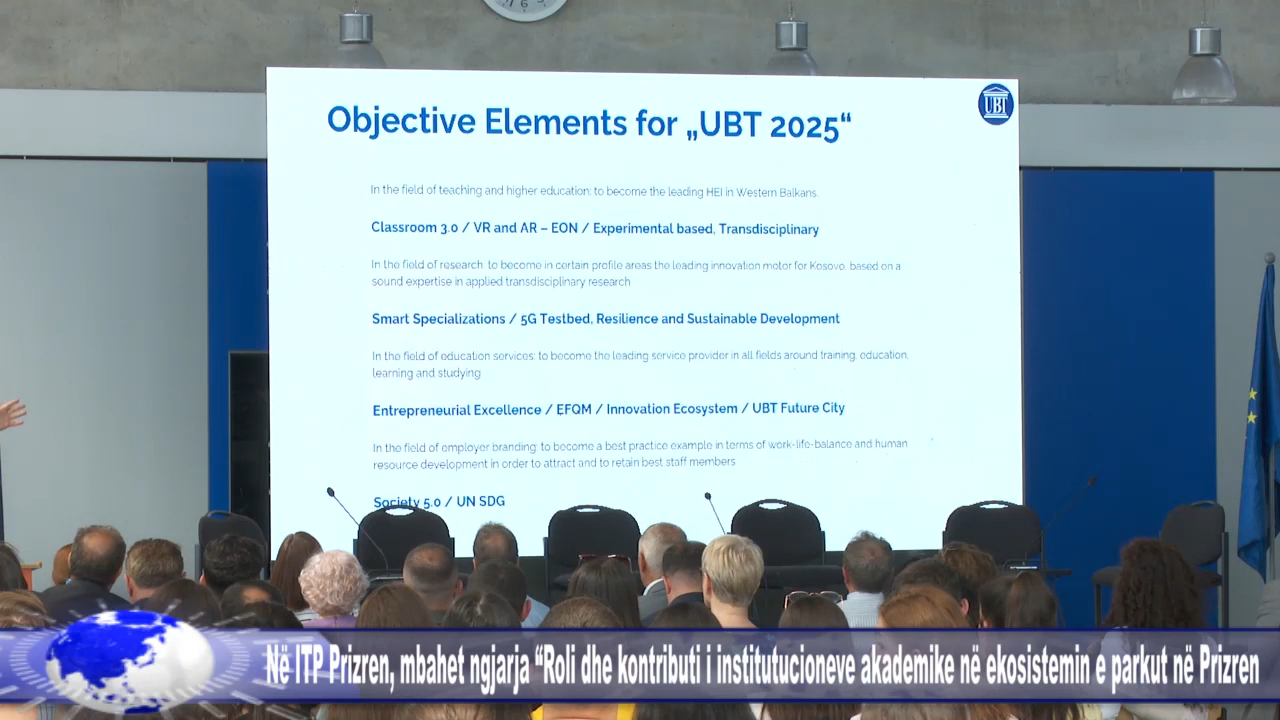 UBT
Objective Elements for „UBT 2025“
In the field of teaching and higher education: to become the leading HEI in Western Balkans.
Classroom 3.0 / VR and AR – EON / Experimental based, Transdisciplinary
In the field of research: to become in certain profile areas the leading innovation motor for Kosovo, based on a
sound expertise in applied transdisciplinary research
Smart Specializations / 5G Testbed, Resilience and Sustainable Development
In the field of education services: to become the leading service provider in all fields around training, education,
learning and studying
Entrepreneurial Excellence / EFQM / Innovation Ecosystem / UBT Future City
In the field of employer branding: to become a best practice example in terms of work-life-balance and human
resource development in order to attract and to retain best staff members
Society 5.0 / UN SDG
Në ITP Prizren, mbahet ngjarja “Roli dhe kontributi i institutucioneve akademike në ekosistemin e parkut në Prizren